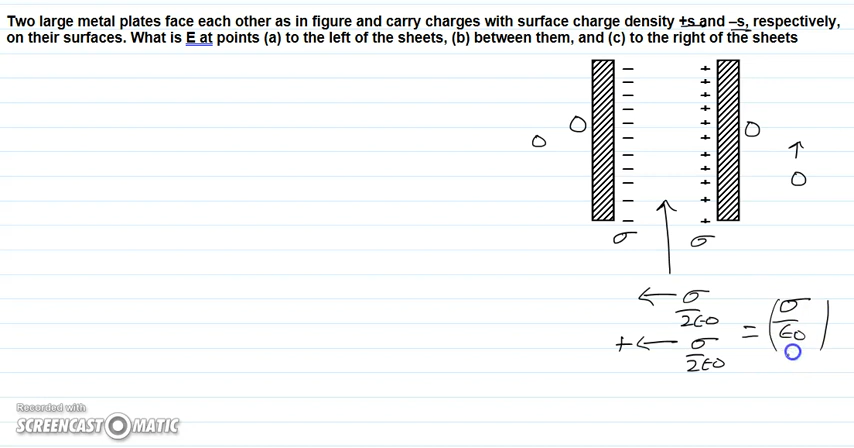 Two large metal plates face each other as in figure and carry charges with surface charge density +s and –s, respectively,
on their surfaces. What is E at points (a) to the left of the sheets, (b) between them, and (c) to the right of the sheets
0 0 0
↑
0
σ σ
← σ/2ϵ0
+ ← σ/2ϵ0 = (σ/ϵ0)
Recorded with
SCREENCAST O MATIC